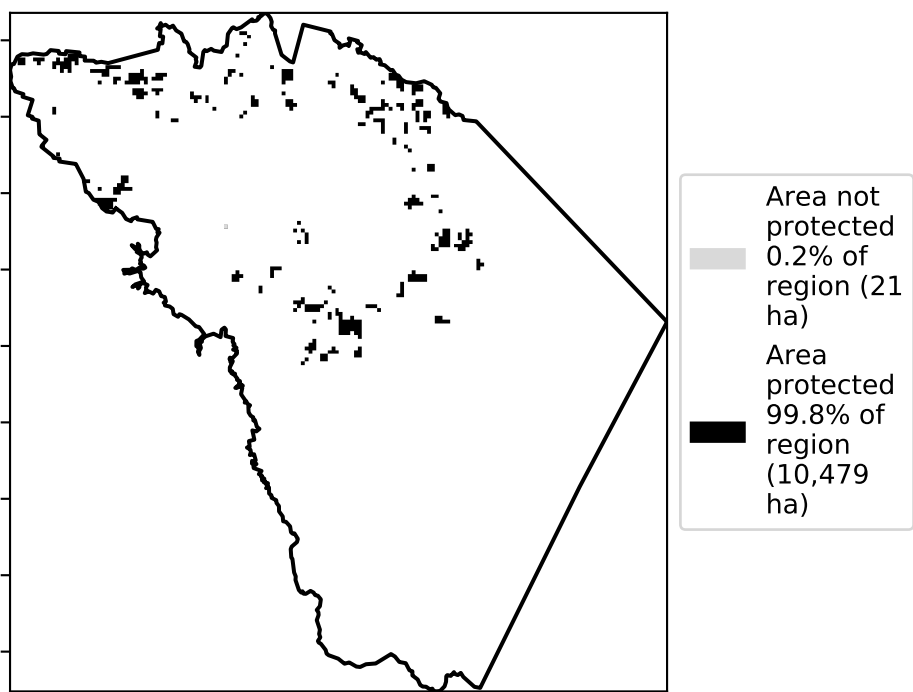 Area not
protected
0.2% of
region (21
ha)
Area
protected
99.8% of
region
(10,479
ha)